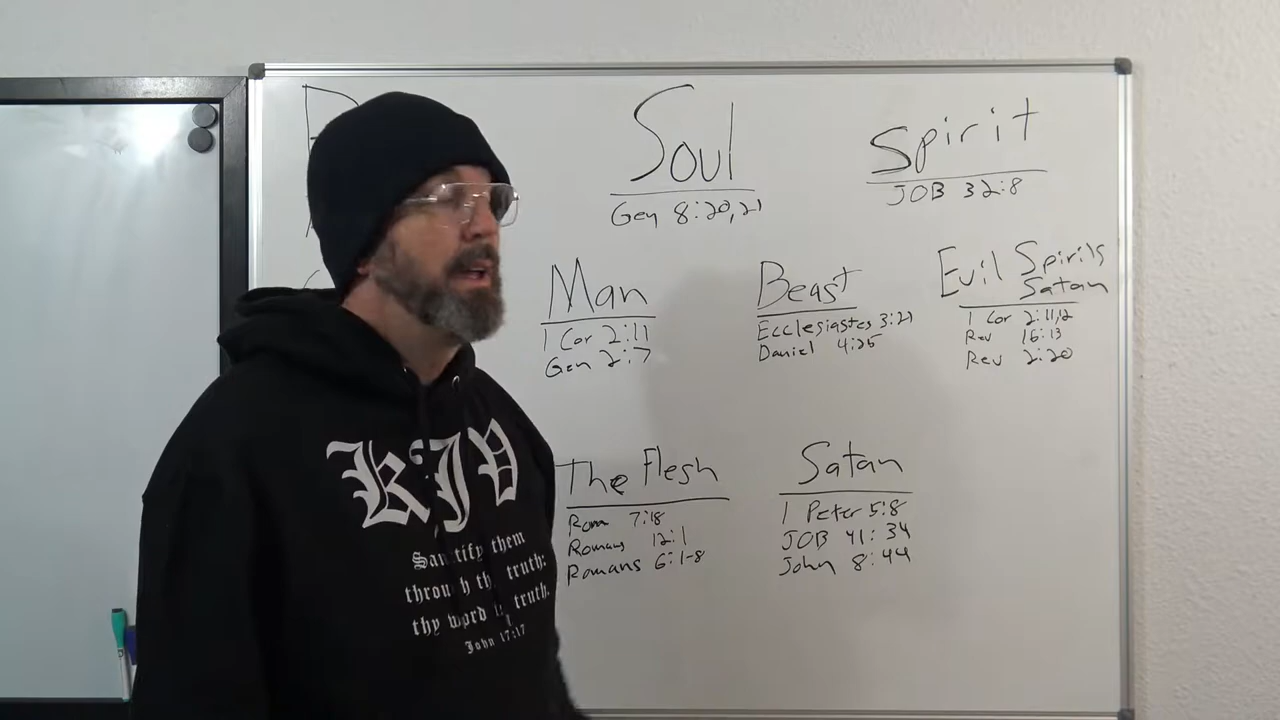 Soul
Gen 8:20,21
Spirit
JOB 32:8
Man
1 Cor 2:11
Gen 2:7
Beast
Ecclesiastes 3:21
Daniel 4:25
Evil Spirits
Satan
1 Cor 2:11,12
Rev 16:13
Rev 2:20
The Flesh
Rom 7:18
Romans 12:1
Romans 6:1-8
Satan
1 Peter 5:8
JOB 41:34
John 8:44
KJV
Sanctify them
through thy truth:
thy word is truth.
John 17:17